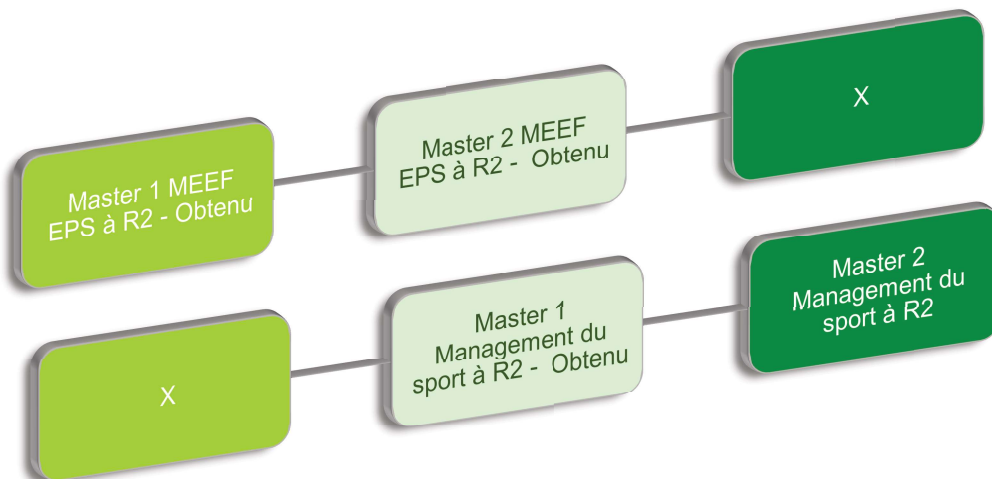 Master 1 MEEF
EPS à R2 - Obtenu
Master 2 MEEF
EPS à R2 - Obtenu
X
X
Master 1
Management du
sport à R2 - Obtenu
Master 2
Management du
sport à R2